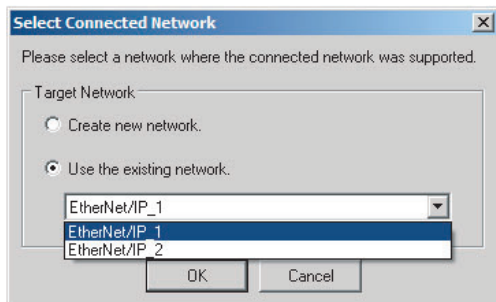 Select Connected Network
Please select a network where the connected network was supported.
Target Network
Create new network.
Use the existing network.
EtherNet/IP_1
EtherNet/IP_1
EtherNet/IP_2
OK Cancel